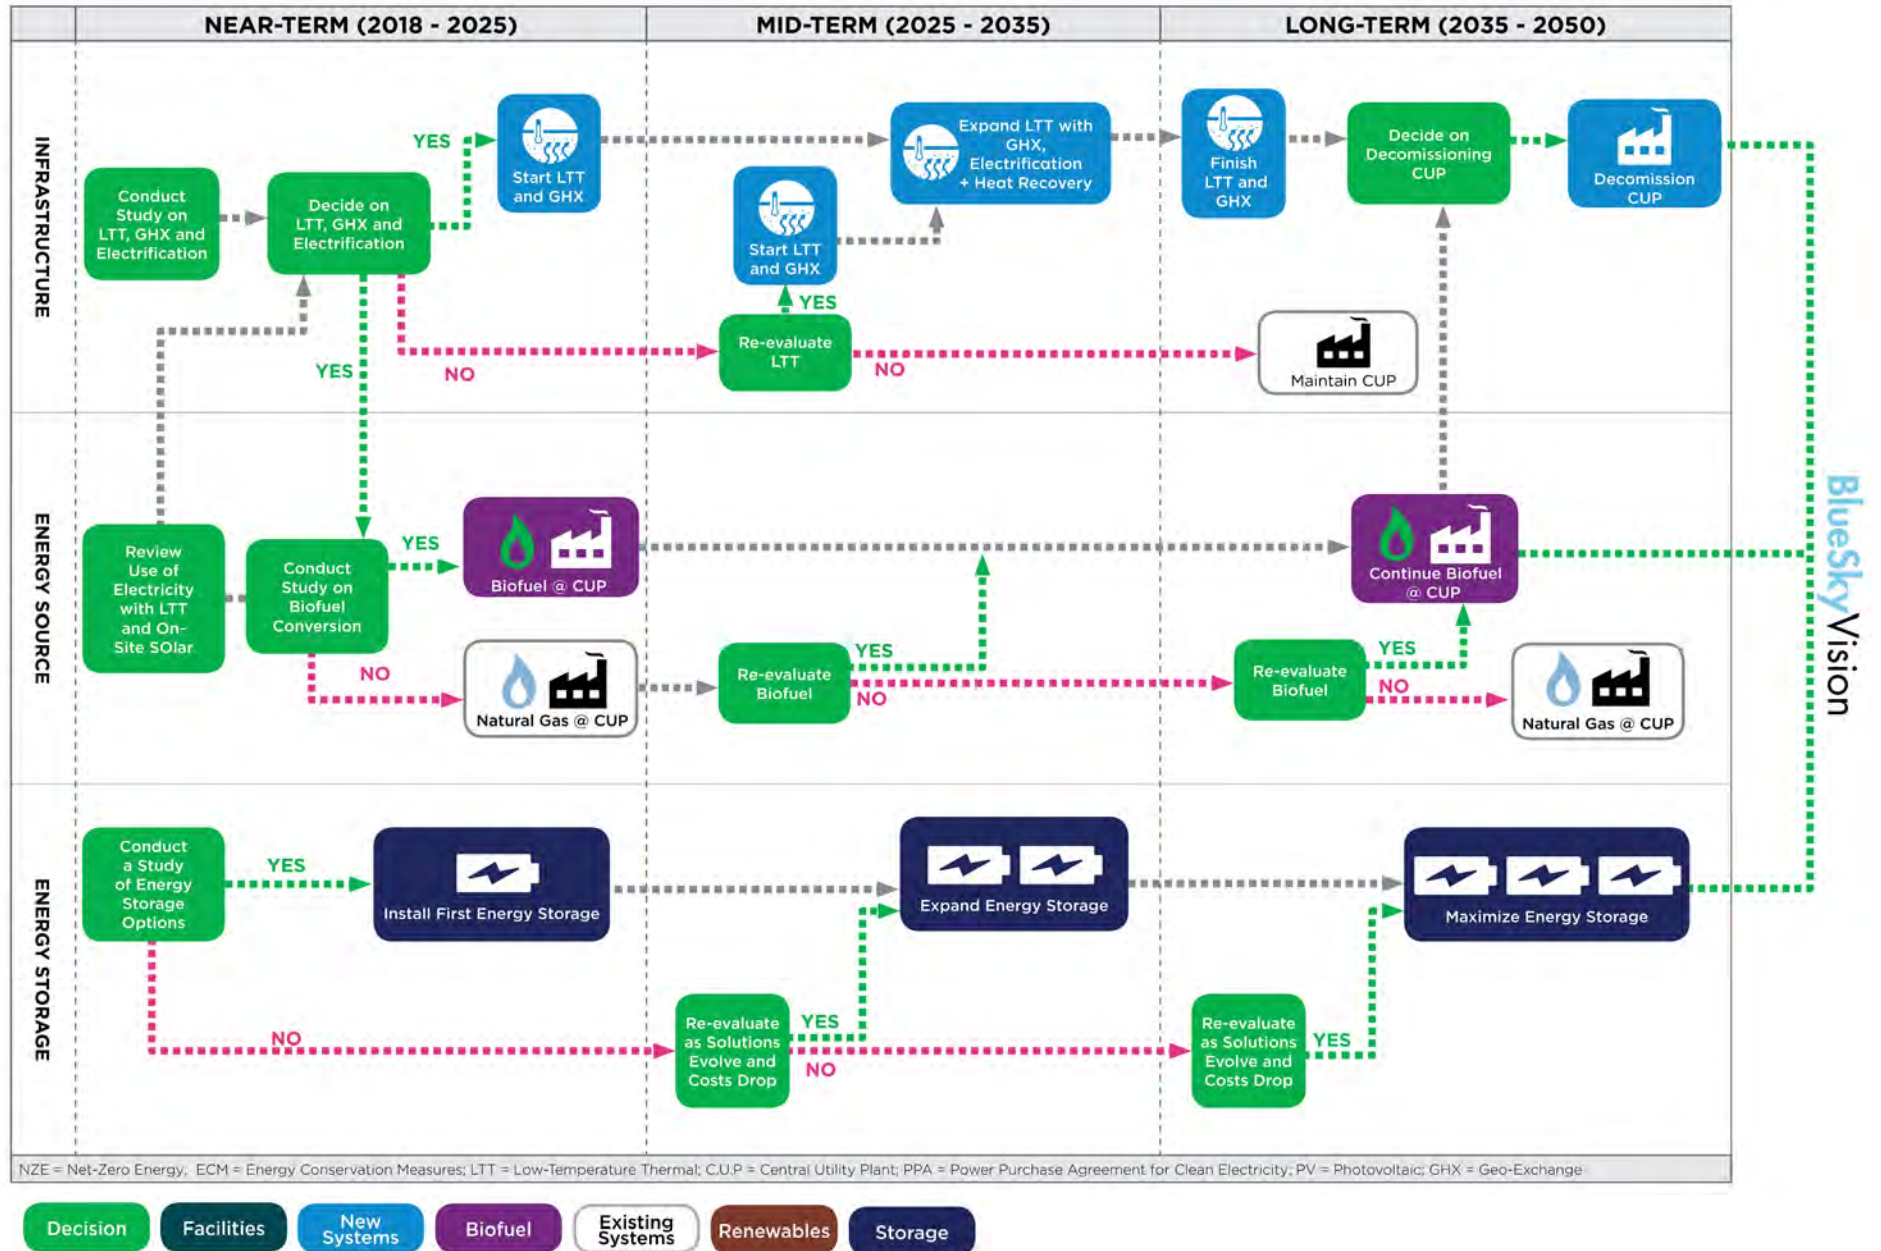 NEAR-TERM (2018 - 2025)
MID-TERM (2025 - 2035)
LONG-TERM (2035 - 2050)
INFRASTRUCTURE
Conduct
Study on
LTT, GHX and
Electrification
Decide on
LTT, GHX and
Electrification
YES
Start LTT
and GHX
YES
NO
Start LTT
and GHX
YES
Re-evaluate
LTT
NO
Expand LTT with
GHX,
Electrification
+ Heat Recovery
Finish
LTT and
GHX
Decide on
Decomissioning
CUP
Decomission
CUP
Maintain CUP
ENERGY SOURCE
Review
Use of
Electricity
with LTT
and On-
Site SOlar
Conduct
Study on
Biofuel
Conversion
YES
Biofuel @ CUP
NO
Natural Gas @ CUP
Re-evaluate
Biofuel
YES
NO
Continue Biofuel
@ CUP
Re-evaluate
Biofuel
YES
NO
Natural Gas @ CUP
ENERGY STORAGE
Conduct
a Study
of Energy
Storage
Options
YES
Install First Energy Storage
NO
Re-evaluate
as Solutions
Evolve and
Costs Drop
YES
NO
Expand Energy Storage
Re-evaluate
as Solutions
Evolve and
Costs Drop
YES
Maximize Energy Storage
BlueSkyVision
NZE = Net-Zero Energy; ECM = Energy Conservation Measures; LTT = Low-Temperature Thermal; C.U.P = Central Utility Plant; PPA = Power Purchase Agreement for Clean Electricity; PV = Photovoltaic; GHX = Geo-Exchange
Decision
Facilities
New
Systems
Biofuel
Existing
Systems
Renewables
Storage